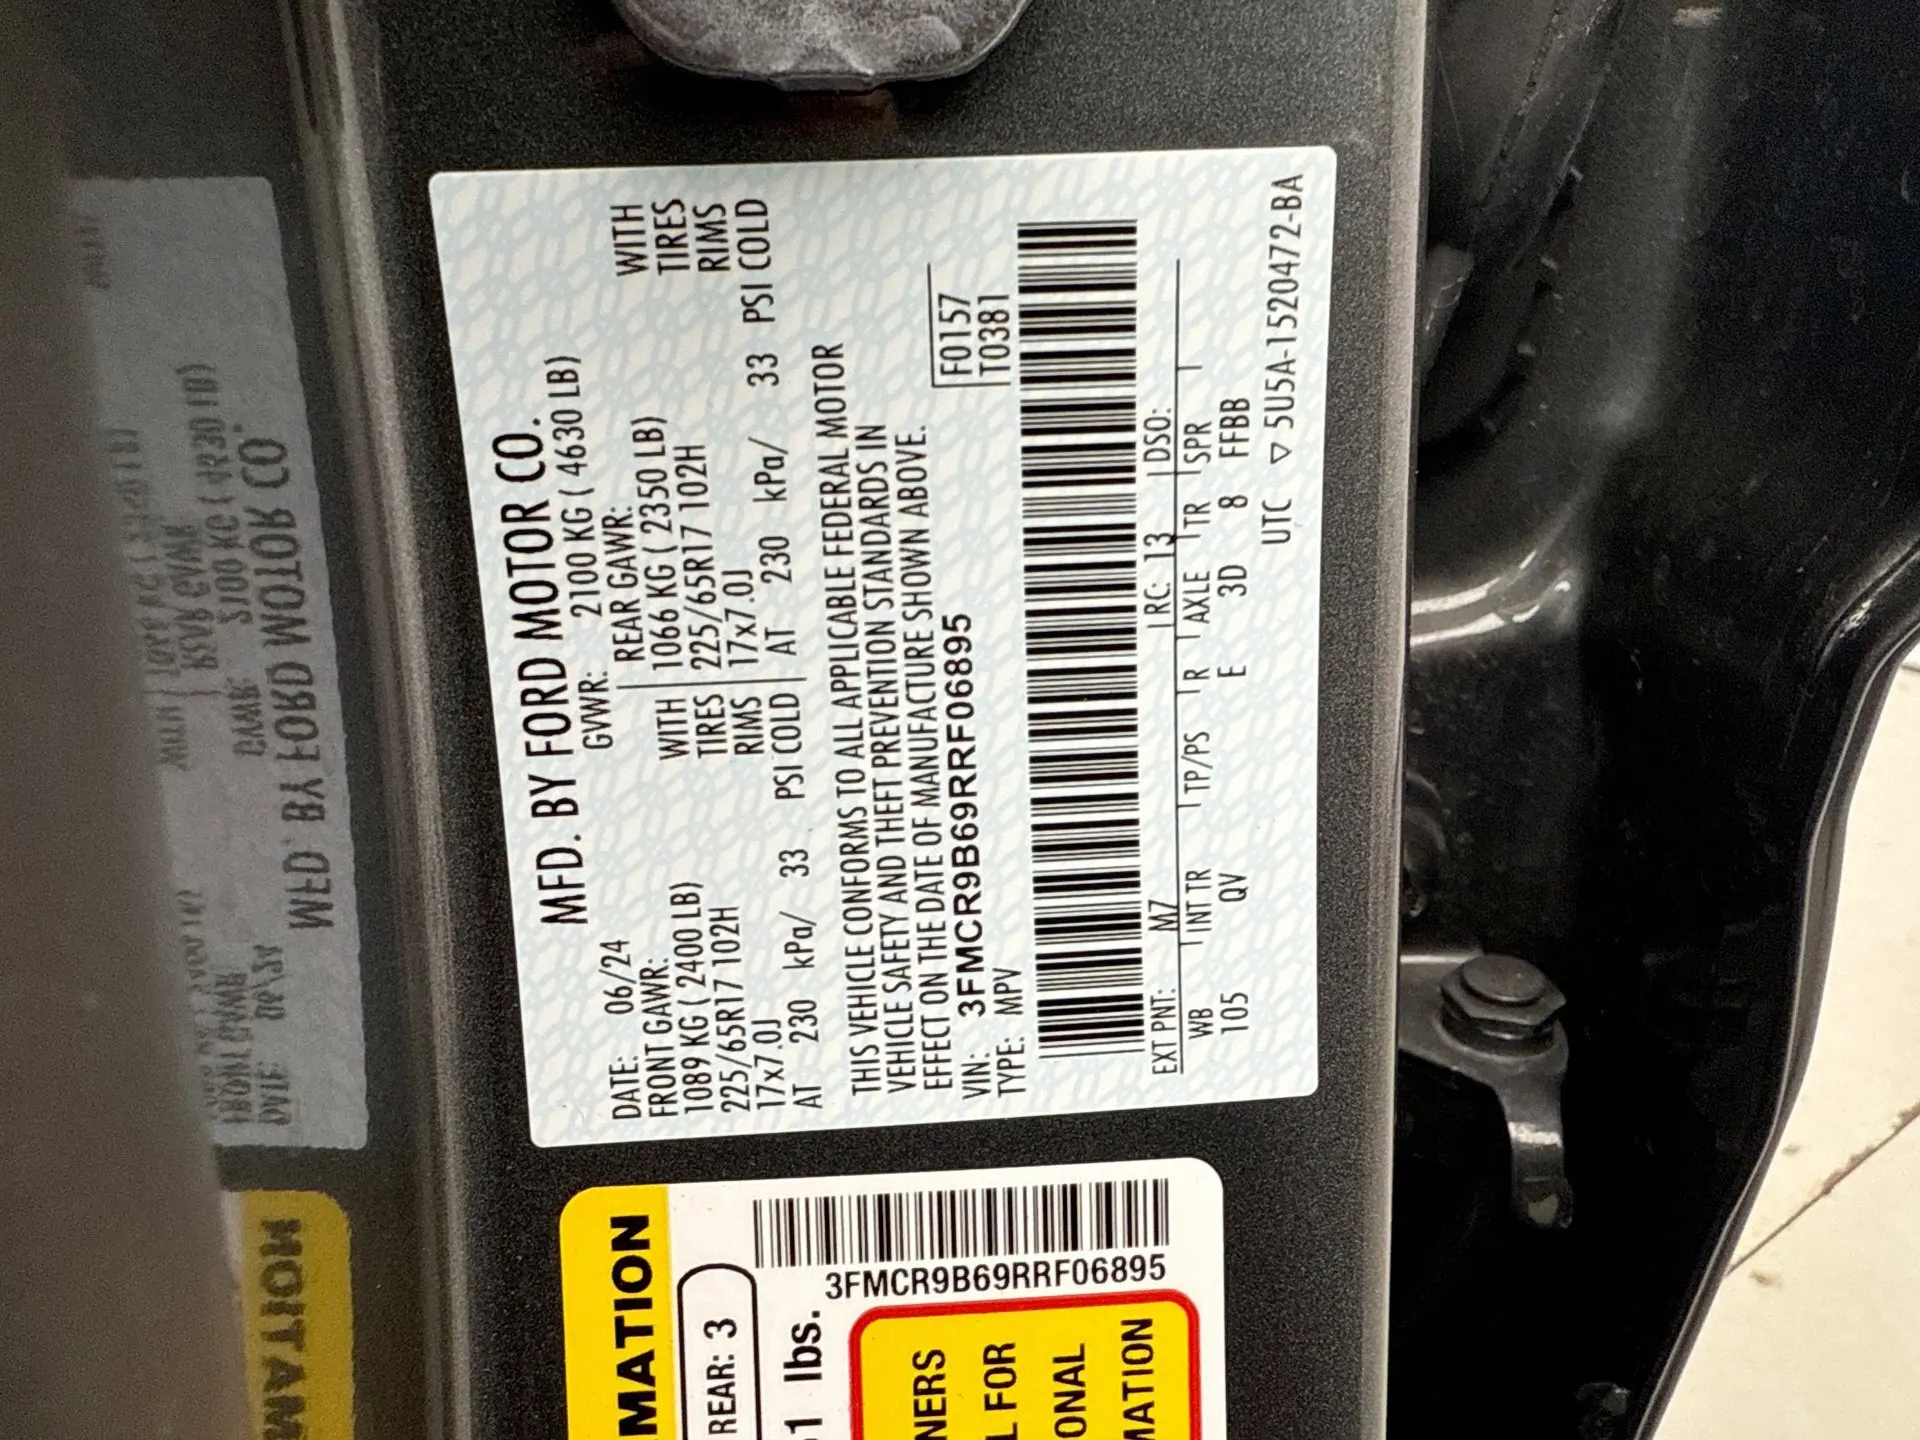 MFD. BY FORD MOTOR CO.
DATE: 06/24 GVWR: 2100 KG ( 4630 LB)
FRONT GAWR: REAR GAWR:
1089 KG ( 2400 LB) WITH 1066 KG ( 2350 LB) WITH
225/65R17 102H TIRES 225/65R17 102H TIRES
17x7.0J RIMS 17x7.0J RIMS
AT 230 kPa/ 33 PSI COLD AT 230 kPa/ 33 PSI COLD
THIS VEHICLE CONFORMS TO ALL APPLICABLE FEDERAL MOTOR
VEHICLE SAFETY AND THEFT PREVENTION STANDARDS IN
EFFECT ON THE DATE OF MANUFACTURE SHOWN ABOVE.
VIN: 3FMCR9B69RRF06895 F0157
TYPE: MPV T0381
EXT PNT: M7 RC: 13 DSO:
WB INT TR TP/PS R AXLE TR SPR
105 QV E 3D 8 FFBB
UTC ▽ 5U5A-1520472-BA
MATION
REAR: 3
1 lbs.
3FMCR9B69RRF06895
NERS
L FOR
ONAL
MATION